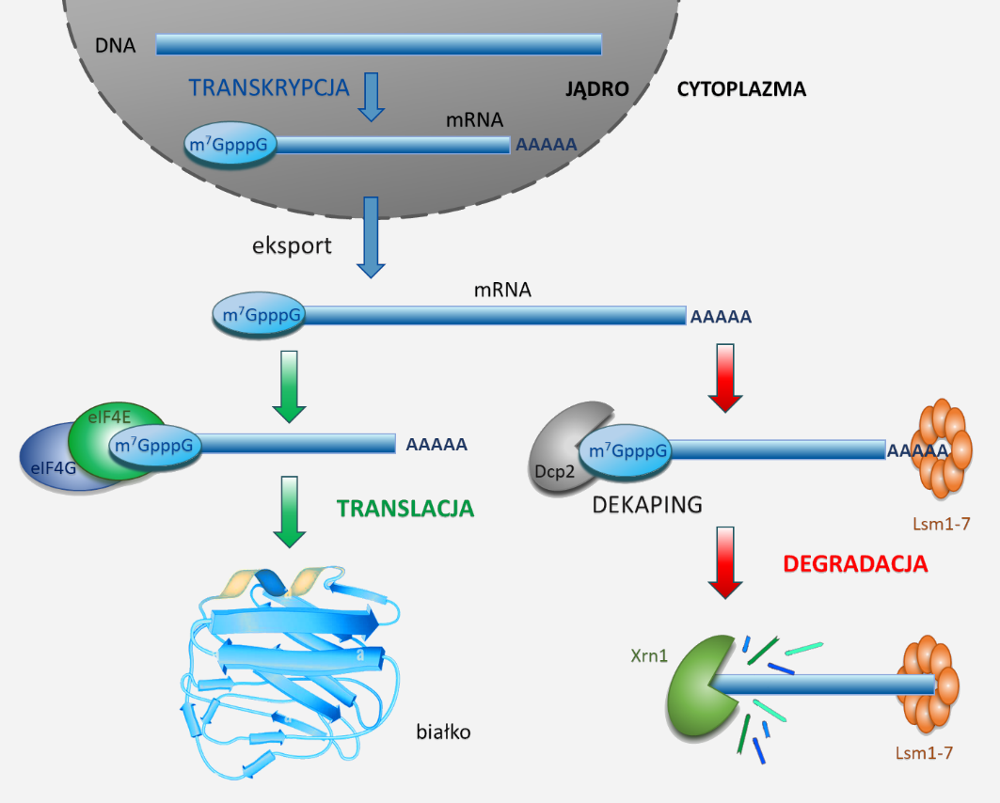 DNA
TRANSKRYPCJA
JĄDRO
CYTOPLAZMA
mRNA
m⁷GpppG
AAAAA
eksport
mRNA
m⁷GpppG
AAAAA
eIF4E
eIF4G
m⁷GpppG
AAAAA
Dcp2
m⁷GpppG
AAAAA
Lsm1-7
DEKAPING
TRANSLACJA
DEGRADACJA
a
a
Xrn1
białko
Lsm1-7